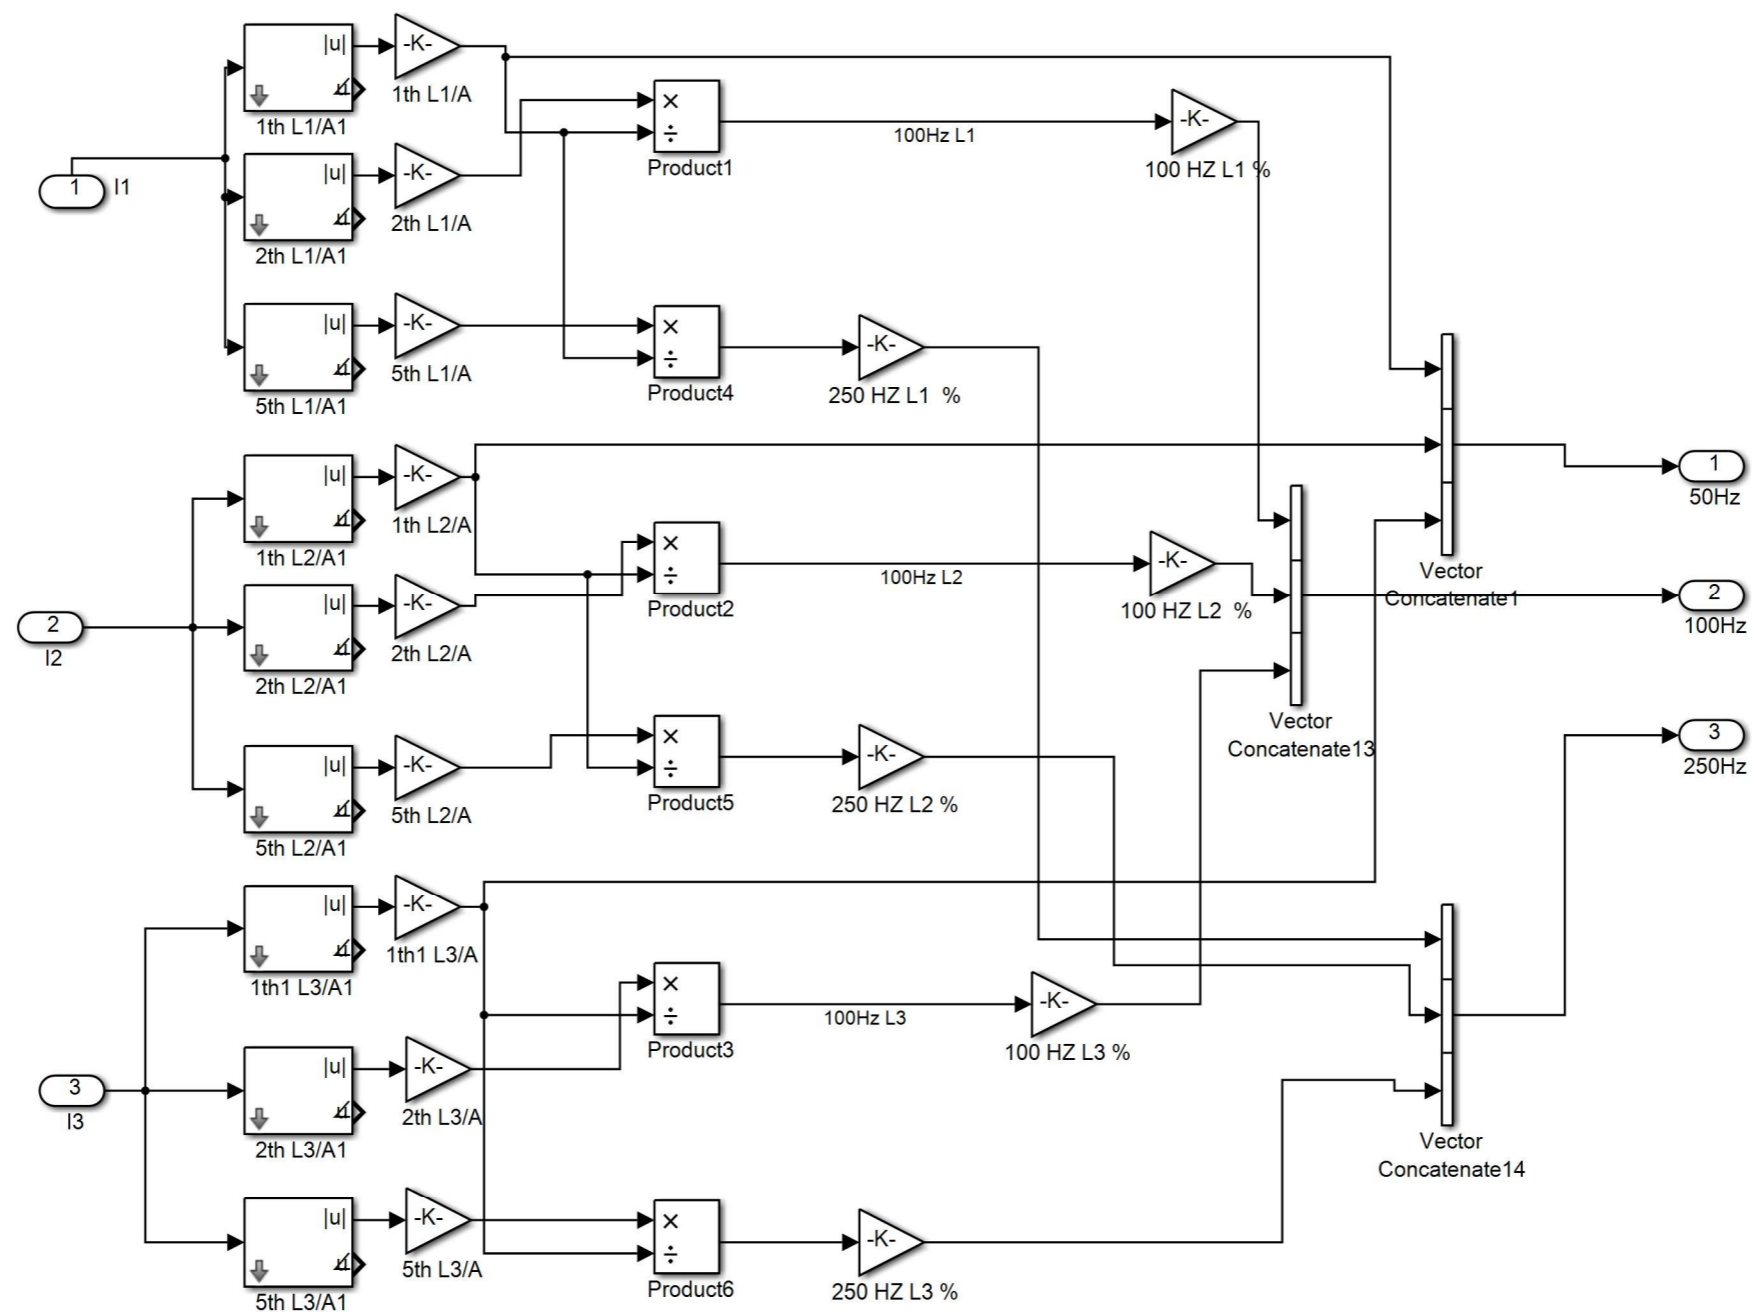 |u|
-K-
u
1th L1/A
1th L1/A1
×
÷
Product1
100Hz L1
-K-
100 HZ L1 %
1
I1
|u|
-K-
u
2th L1/A
2th L1/A1
|u|
-K-
u
5th L1/A
5th L1/A1
×
÷
Product4
-K-
250 HZ L1  %
|u|
-K-
u
1th L2/A
1th L2/A1
×
÷
Product2
100Hz L2
-K-
100 HZ L2  %
Vector
Concatenate1
1
50Hz
2
100Hz
2
I2
|u|
-K-
u
2th L2/A
2th L2/A1
Vector
Concatenate13
3
250Hz
|u|
-K-
u
5th L2/A
5th L2/A1
×
÷
Product5
-K-
250 HZ L2 %
|u|
-K-
u
1th1 L3/A
1th1 L3/A1
×
÷
Product3
100Hz L3
-K-
100 HZ L3 %
3
I3
|u|
-K-
u
2th L3/A
2th L3/A1
Vector
Concatenate14
|u|
-K-
u
5th L3/A
5th L3/A1
×
÷
Product6
-K-
250 HZ L3 %